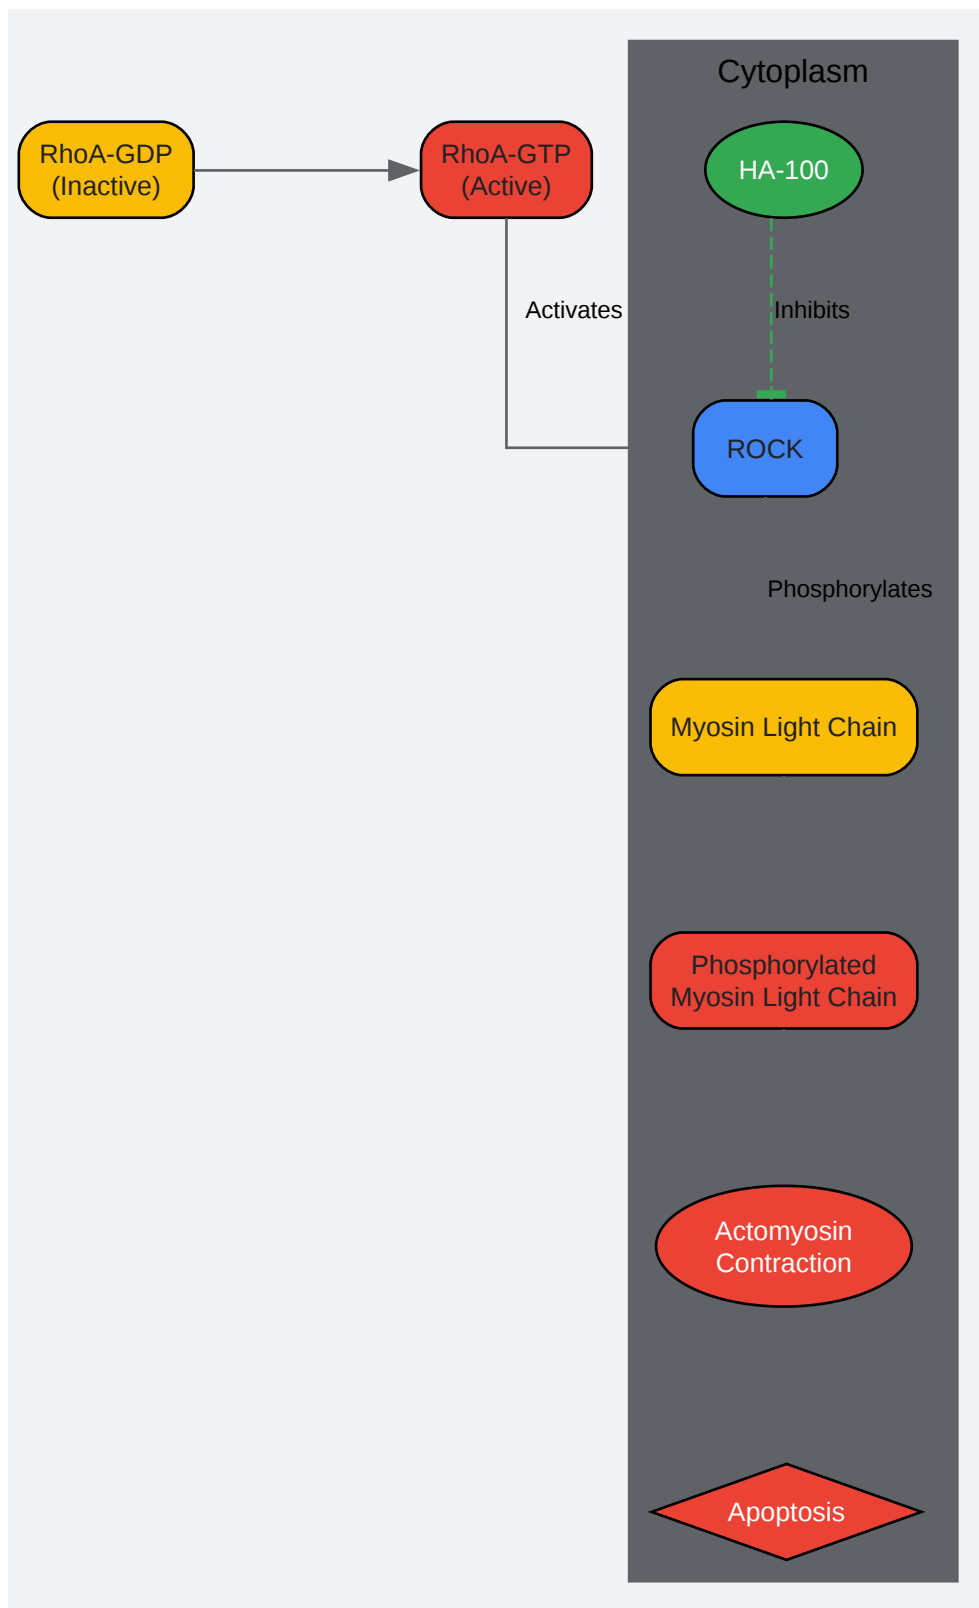 Cytoplasm
RhoA-GDP
(Inactive)
RhoA-GTP
(Active)
HA-100
Activates
Inhibits
ROCK
Phosphorylates
Myosin Light Chain
Phosphorylated
Myosin Light Chain
Actomyosin
Contraction
Apoptosis